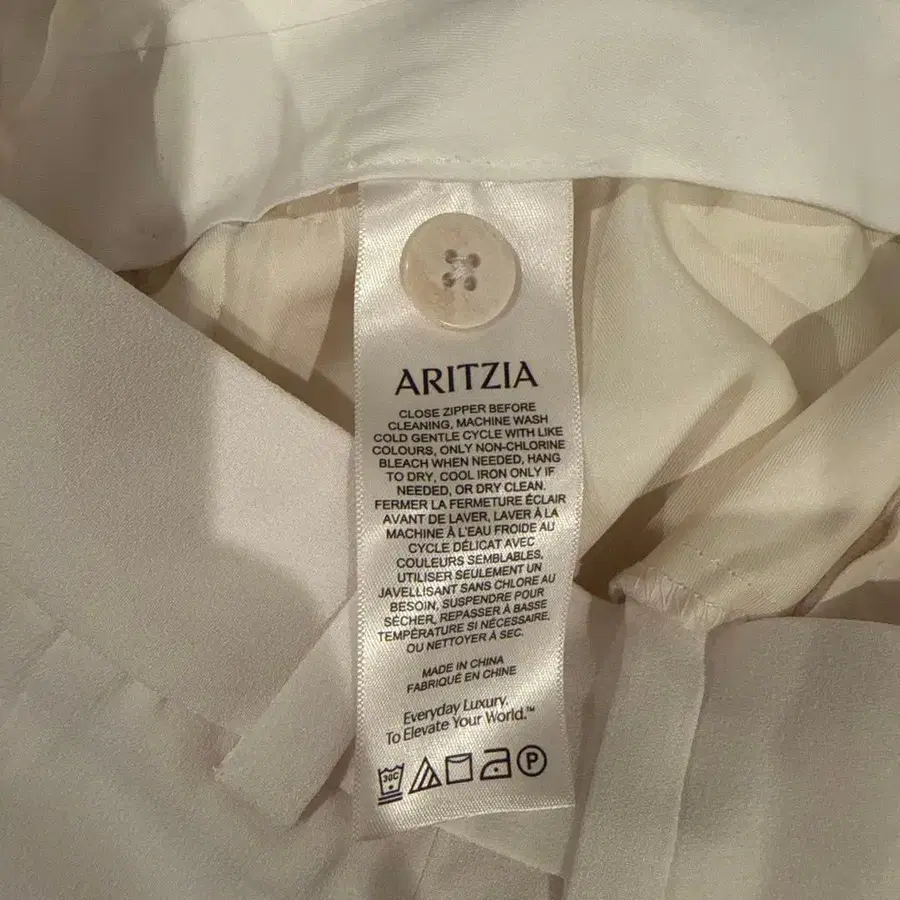 ARITZIA
CLOSE ZIPPER BEFORE
CLEANING, MACHINE WASH
COLD GENTLE CYCLE WITH LIKE
COLOURS, ONLY NON-CHLORINE
BLEACH WHEN NEEDED, HANG
TO DRY, COOL IRON ONLY IF
NEEDED, OR DRY CLEAN.
FERMER LA FERMETURE ÉCLAIR
AVANT DE LAVER, LAVER À LA
MACHINE À L'EAU FROIDE AU
CYCLE DÉLICAT AVEC
COULEURS SEMBLABLES,
UTILISER SEULEMENT UN
JAVELLISANT SANS CHLORE AU
BESOIN, SUSPENDRE POUR
SÉCHER, REPASSER À BASSE
TEMPÉRATURE SI NÉCESSAIRE,
OU NETTOYER À SEC.
MADE IN CHINA
FABRIQUÉ EN CHINE
Everyday Luxury.
To Elevate Your World.™
30C P